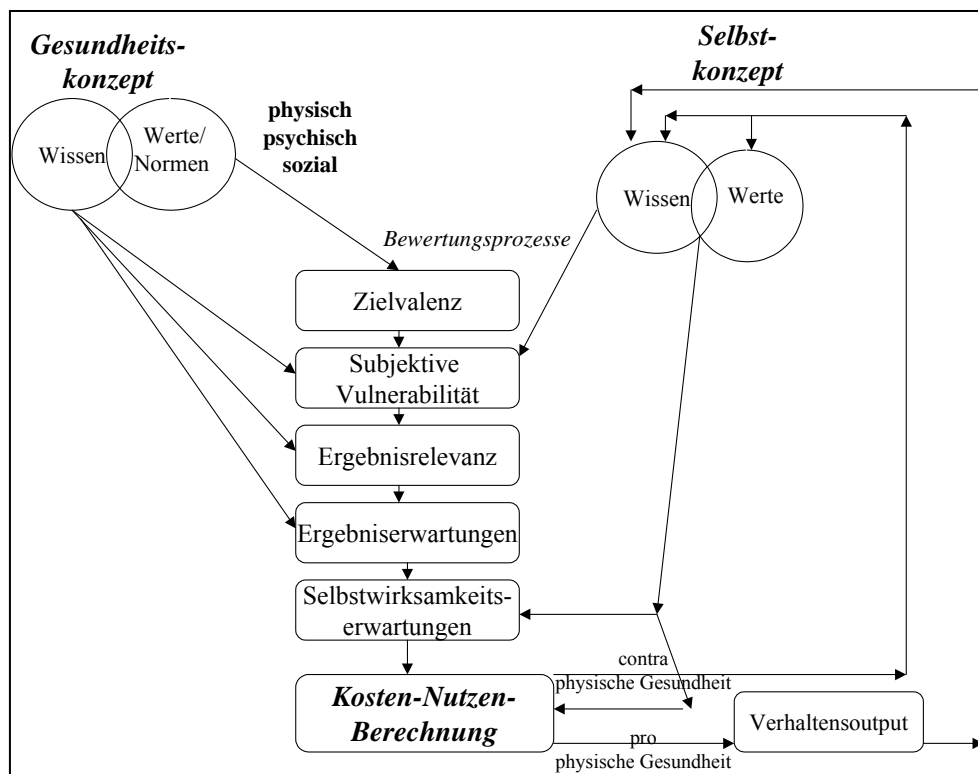 Gesundheits-
konzept
Selbst-
konzept
physisch
psychisch
sozial
Wissen
Werte/
Normen
Wissen
Werte
Bewertungsprozesse
Zielvalenz
Subjektive
Vulnerabilität
Ergebnisrelevanz
Ergebniserwartungen
Selbstwirksamkeits-
erwartungen
contra
physische Gesundheit
Kosten-Nutzen-
Berechnung
Verhaltensoutput
pro
physische Gesundheit